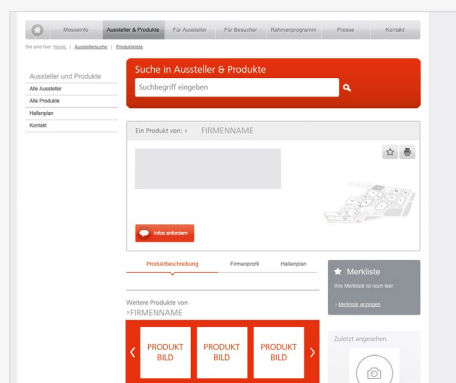 Messeinfo Aussteller & Produkte Für Aussteller Für Besucher Rahmenprogramm Presse Kontakt
Sie sind hier: Home | Ausstellersuche | Produktliste
Suche in Aussteller & Produkte
Suchbegriff eingeben
Aussteller und Produkte
Alle Aussteller
Alle Produkte
Hallenplan
Kontakt
Ein Produkt von: › FIRMENNAME
Infos anfordern
Produktbeschreibung Firmenprofil Hallenplan
Merkliste
Ihre Merkliste ist noch leer.
› Merkliste anzeigen
Weitere Produkte von
›FIRMENNAME
PRODUKT BILD
PRODUKT BILD
PRODUKT BILD
Zuletzt angesehen